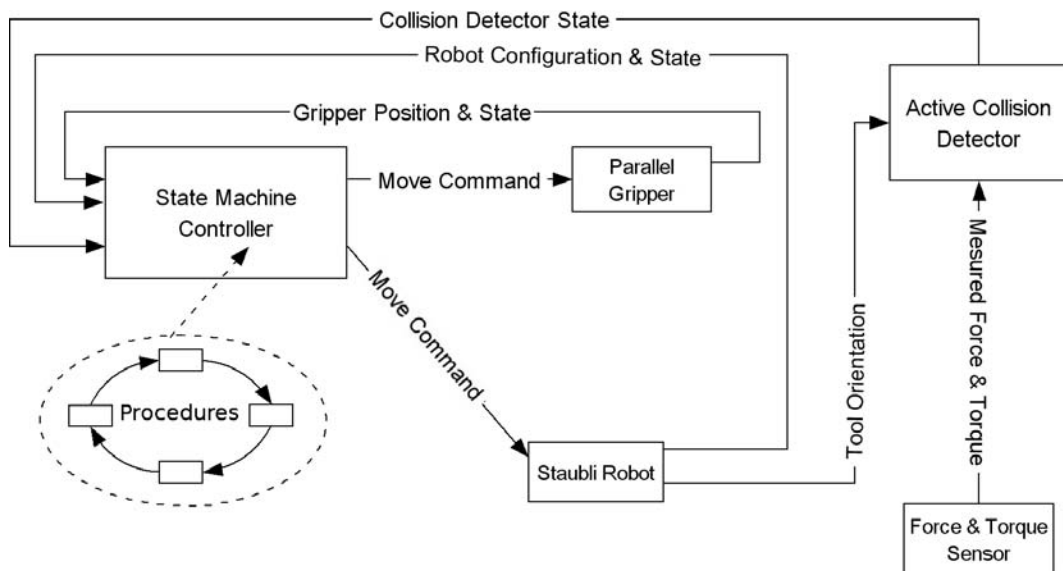 Collision Detector State
Robot Configuration & State
Gripper Position & State
Active Collision
Detector
State Machine
Controller
Move Command
Parallel
Gripper
Move Command
Tool Orientation
Mesured Force & Torque
Procedures
Staubli Robot
Force & Torque
Sensor